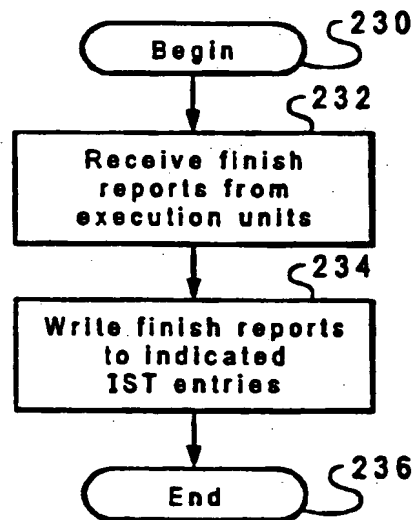 230
Begin
232
Receive finish
reports from
execution units
234
Write finish reports
to indicated
IST entries
236
End